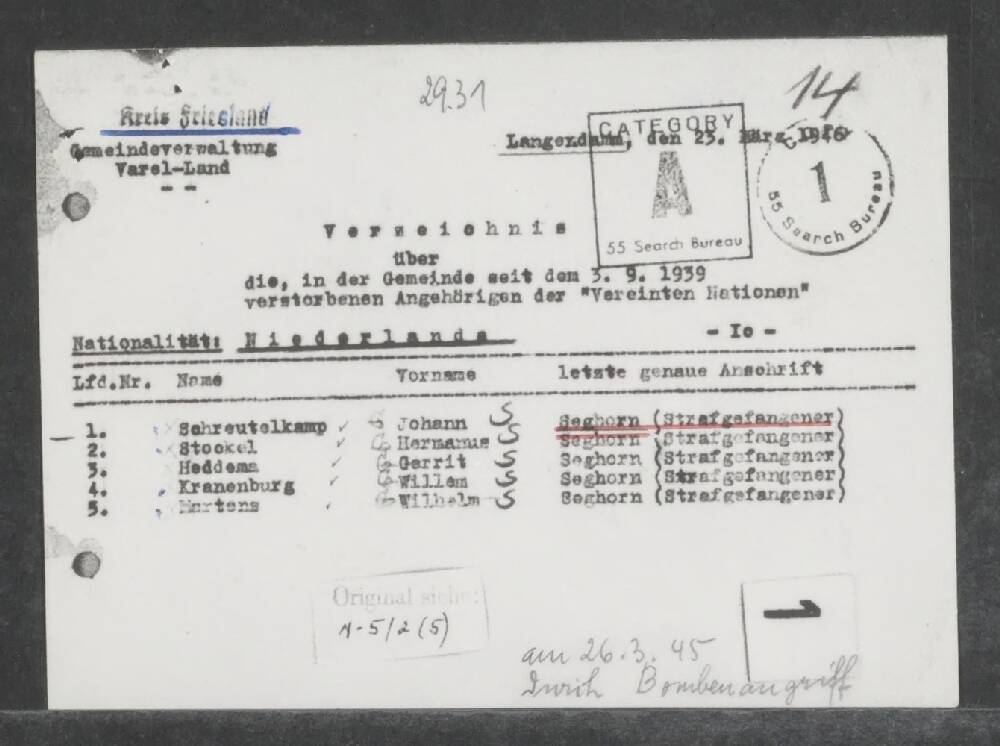 29.31
14
Kreis Friesland
Gemeindeverwaltung
Varel-Land
- -
Langendamm, den 23. März 1946
CATEGORY
A
55 Search Bureau
1
55 Search Bureau
Verzeichnis
über
die, in der Gemeinde seit dem 3. 9. 1939
verstorbenen Angehörigen der "Vereinten Nationen"
Nationalität: Niederlande - Ie -
Lfd.Nr. Name Vorname letzte genaue Anschrift
1. Schreutelkamp Johann Seghorn (Strafgefangener)
2. Stockel Hermanus Seghorn (Strafgefangener)
3. Heddema Gerrit Seghorn (Strafgefangener)
4. Kranenburg Willem Seghorn (Strafgefangener)
5. Martens Wilhelm Seghorn (Strafgefangener)
Original siehe:
M-5/2 (5)
1
am 26.3.45
durch Bombenangriff